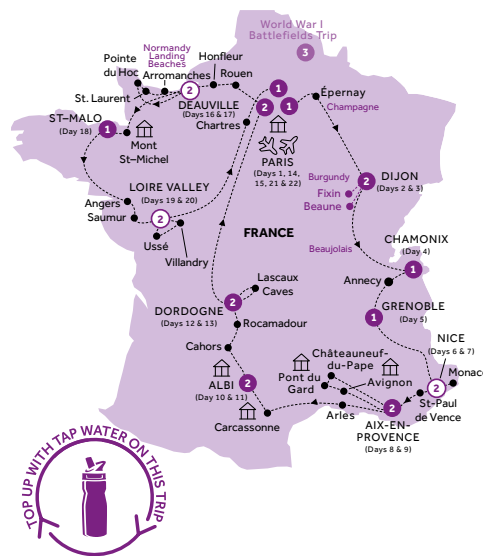 World War I
Battlefields Trip
3
Normandy
Landing
Beaches
Honfleur
Pointe
du Hoc
Arromanches
Rouen
St. Laurent
2
DEAUVILLE
(Days 16 & 17)
1
2
1
Épernay
Champagne
ST–MALO
(Day 18)
1
Mont
St–Michel
Chartres
PARIS
(Days 1, 14,
15, 21 & 22)
Burgundy
2
DIJON
(Days 2 & 3)
Fixin
Beaune
LOIRE VALLEY
(Days 19 & 20)
Angers
Saumur
2
Ussé
Villandry
FRANCE
Beaujolais
CHAMONIX
(Day 4)
1
Annecy
Lascaux
Caves
2
DORDOGNE
(Days 12 & 13)
Rocamadour
1
GRENOBLE
(Day 5)
Cahors
NICE
(Days 6 & 7)
Châteauneuf-
du-Pape
Pont du
Gard
Avignon
Monaco
2
St–Paul
de Vence
ALBI
(Day 10 & 11)
2
Carcassonne
Arles
2
AIX-EN-
PROVENCE
(Days 8 & 9)
TOP UP WITH TAP WATER ON THIS TRIP